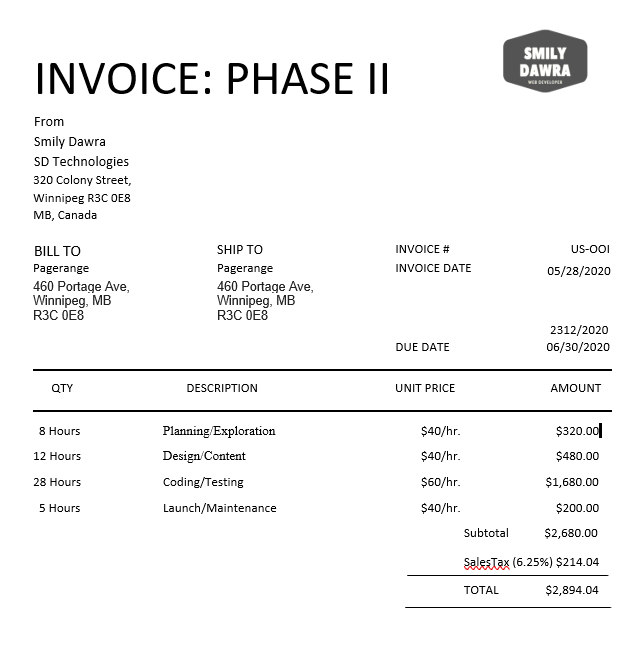 SMILY
DAWRA
WEB DEVELOPER
INVOICE: PHASE II
From
Smily Dawra
SD Technologies
320 Colony Street,
Winnipeg R3C 0E8
MB, Canada
BILL TO SHIP TO INVOICE # US-OOI
Pagerange Pagerange INVOICE DATE 05/28/2020
460 Portage Ave, 460 Portage Ave,
Winnipeg, MB Winnipeg, MB
R3C 0E8 R3C 0E8
2312/2020
DUE DATE 06/30/2020
QTY DESCRIPTION UNIT PRICE AMOUNT
8 Hours Planning/Exploration $40/hr. $320.00
12 Hours Design/Content $40/hr. $480.00
28 Hours Coding/Testing $60/hr. $1,680.00
5 Hours Launch/Maintenance $40/hr. $200.00
Subtotal $2,680.00
SalesTax (6.25%) $214.04
TOTAL $2,894.04